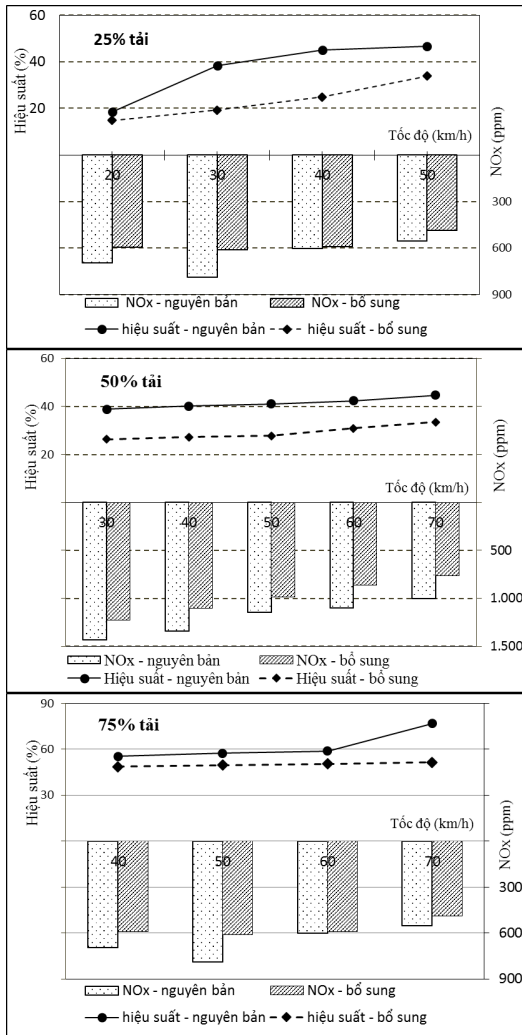 60
25% tải
40
Hiệu suất (%)
20
Tốc độ (km/h)
NOx (ppm)
20 30 40 50
300
600
900
NOx - nguyên bản NOx - bổ sung
hiệu suất - nguyên bản hiệu suất - bổ sung
60
50% tải
40
Hiệu suất (%)
20
Tốc độ (km/h)
NOx (ppm)
30 40 50 60 70
500
1.000
1.500
NOx - nguyên bản NOx - bổ sung
Hiệu suất - nguyên bản Hiệu suất - bổ sung
90
75% tải
60
Hiệu suất (%)
30
Tốc độ (km/h)
NOx (ppm)
40 50 60 70
300
600
900
NOx - nguyên bản NOx - bổ sung
hiệu suất - nguyên bản hiệu suất - bổ sung